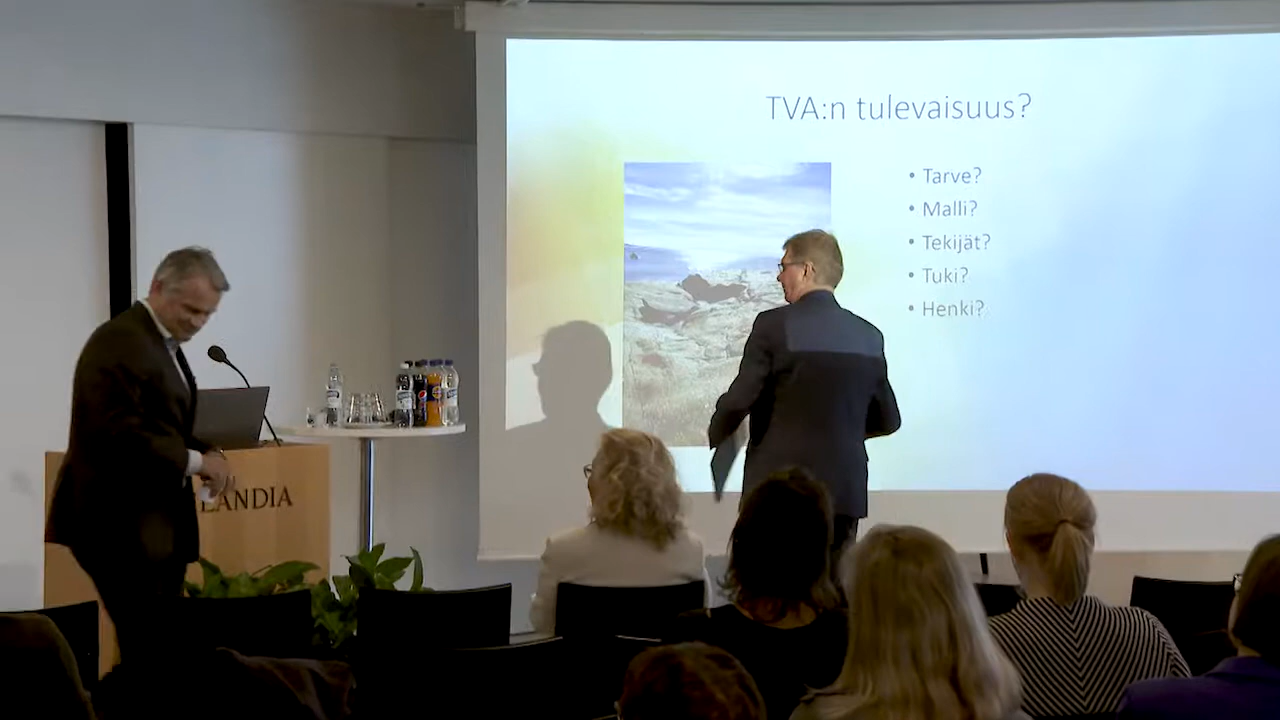 TVA:n tulevaisuus?
• Tarve?
• Malli?
• Tekijät?
• Tuki?
• Henki?
LANDIA